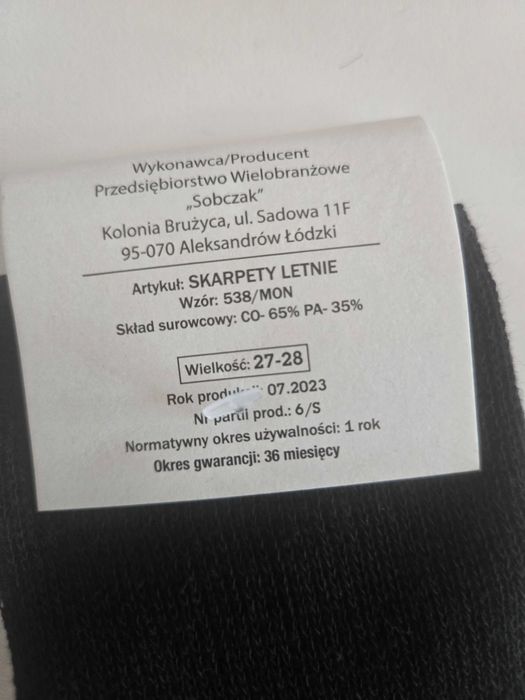 Wykonawca/Producent
Przedsiębiorstwo Wielobranżowe
„Sobczak”
Kolonia Brużyca, ul. Sadowa 11F
95-070 Aleksandrów Łódzki
Artykuł: SKARPETY LETNIE
Wzór: 538/MON
Skład surowcowy: CO- 65% PA- 35%
Wielkość: 27-28
Rok 07.2023
Nr partii prod.: 6/S
Normatywny okres używalności: 1 rok
Okres gwarancji: 36 miesięcy